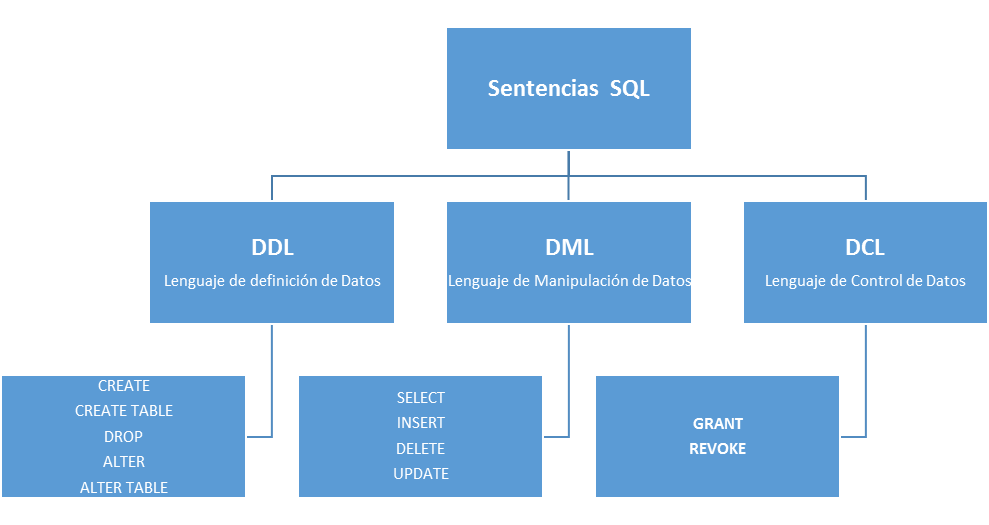 Sentencias SQL
DDL
Lenguaje de definición de Datos
DML
Lenguaje de Manipulación de Datos
DCL
Lenguaje de Control de Datos
CREATE
CREATE TABLE
DROP
ALTER
ALTER TABLE
SELECT
INSERT
DELETE
UPDATE
GRANT
REVOKE